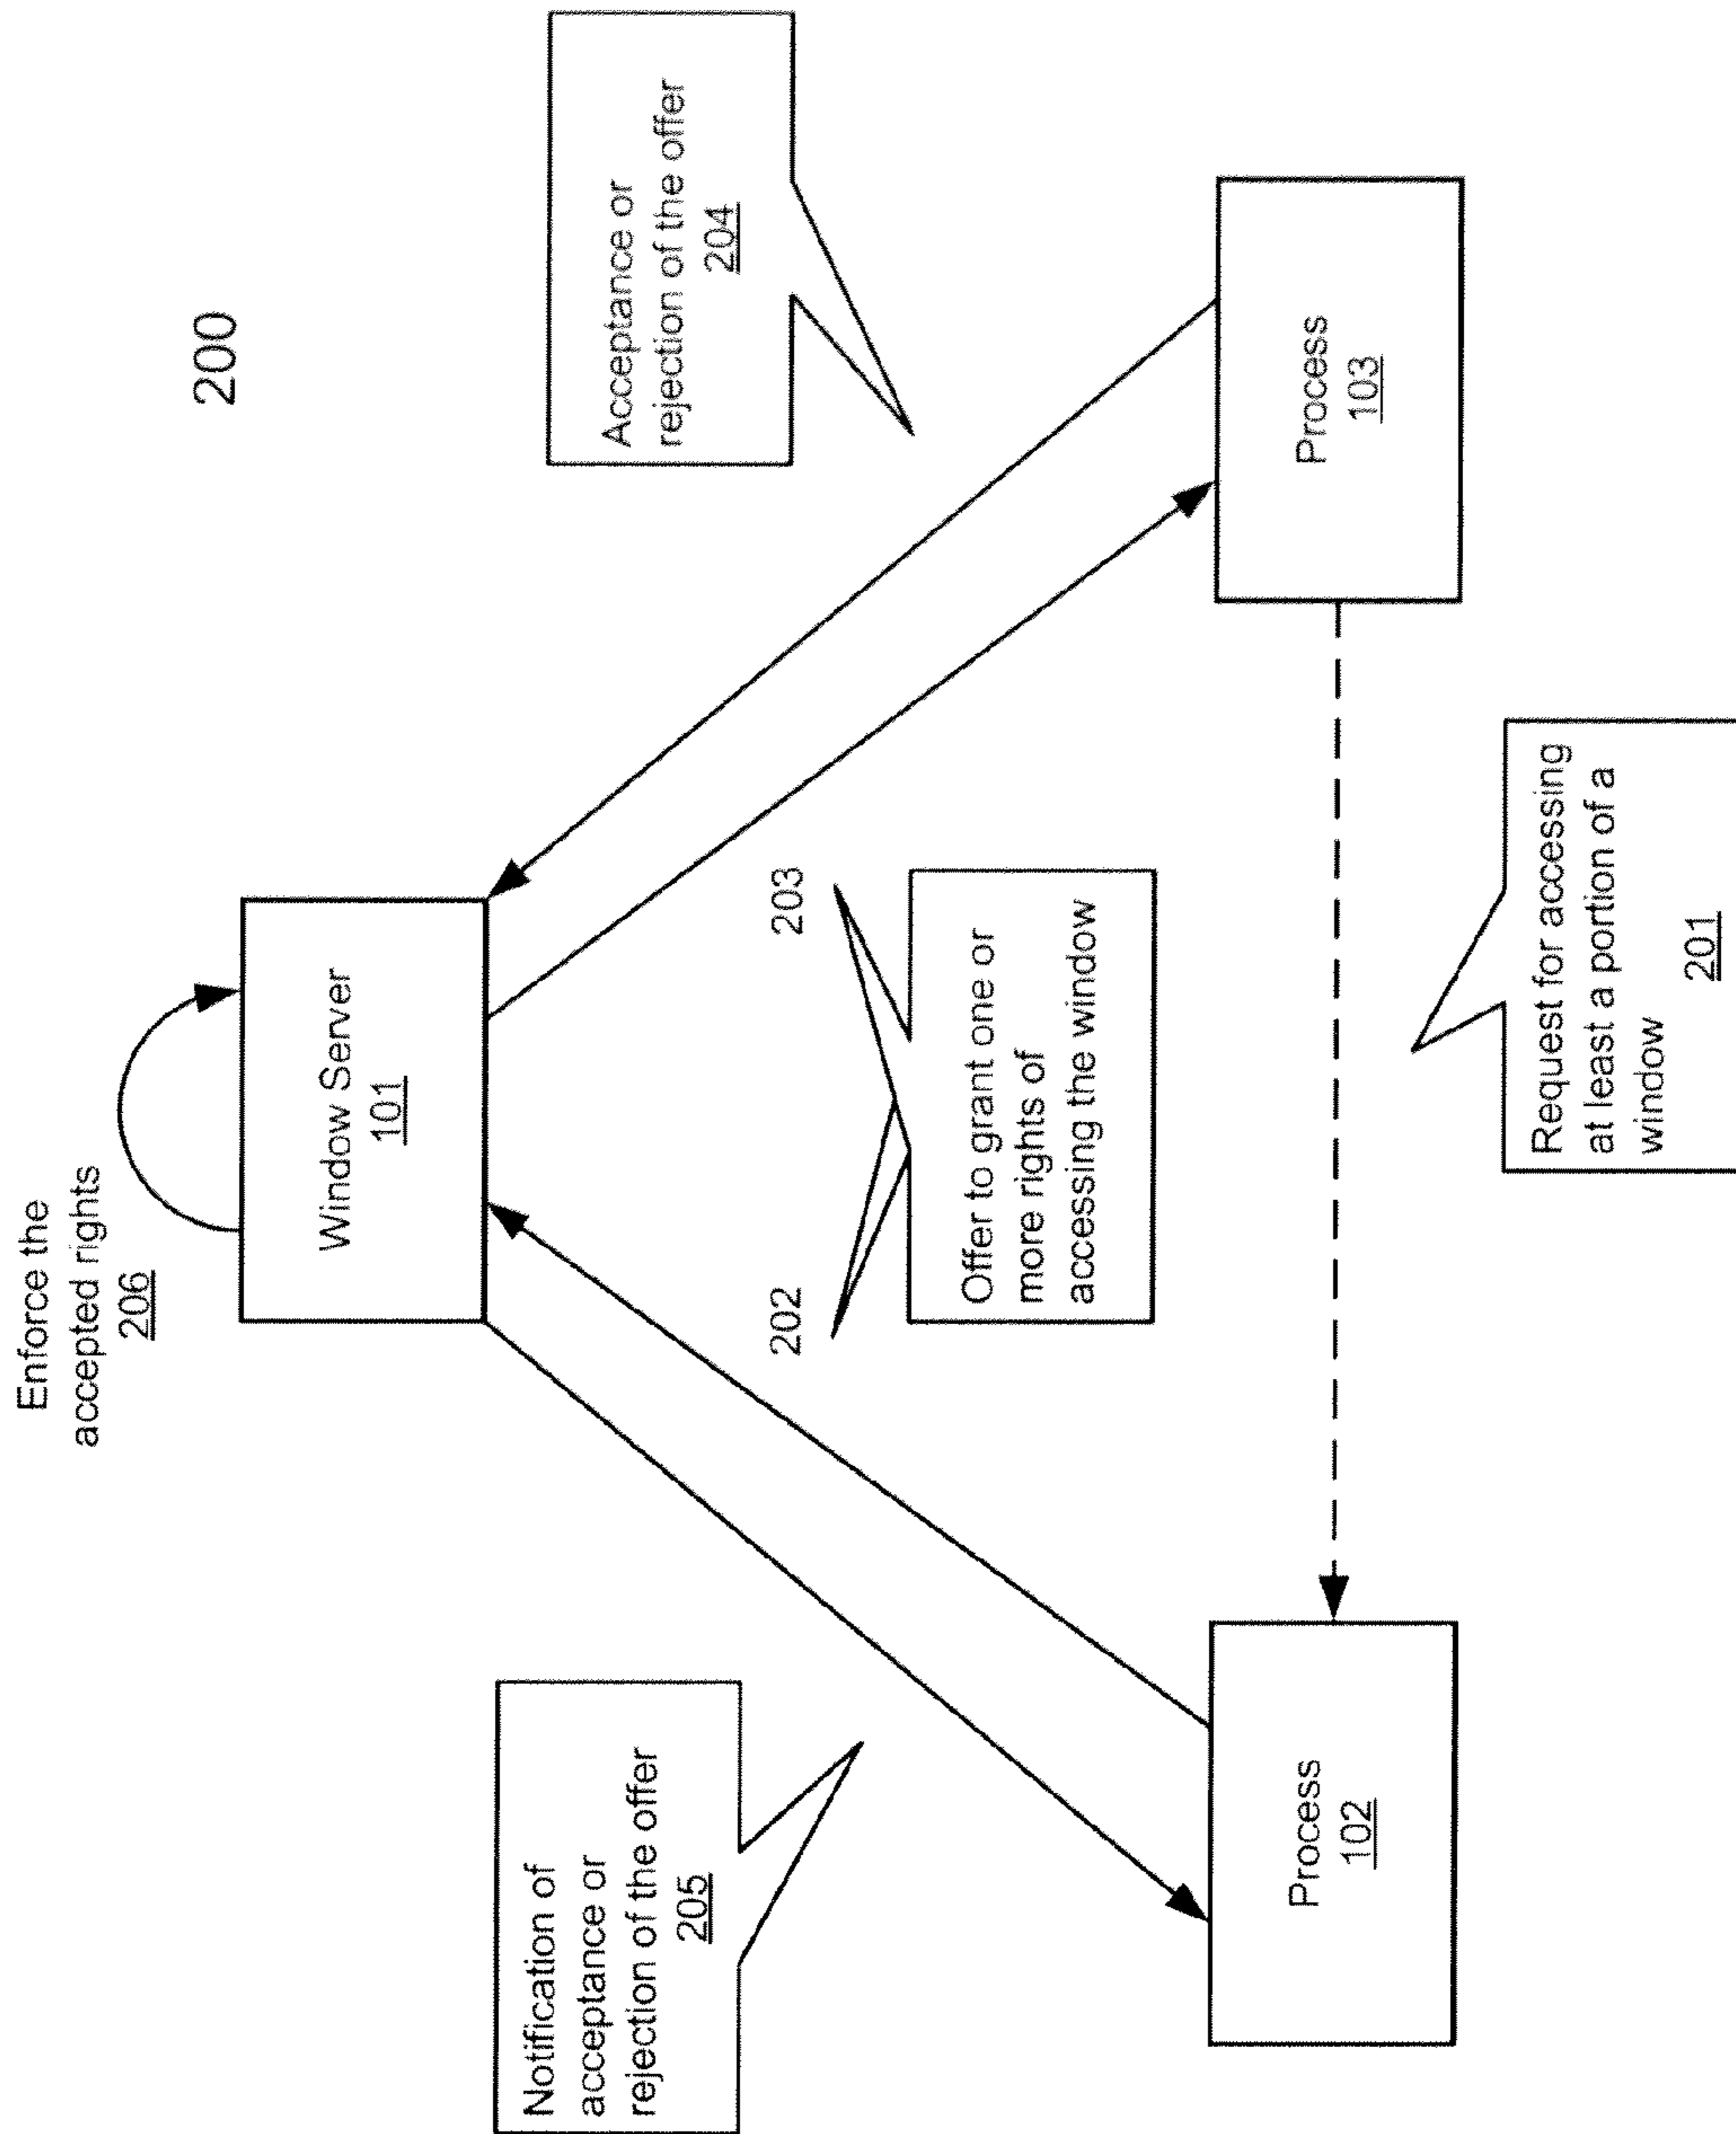 200
Enforce the
accepted rights
206
Window Server
101
Notification of
acceptance or
rejection of the offer
205
Acceptance or
rejection of the offer
204
202
203
Offer to grant one or
more rights of
accessing the window
Process
102
Process
103
Request for accessing
at least a portion of a
window
201